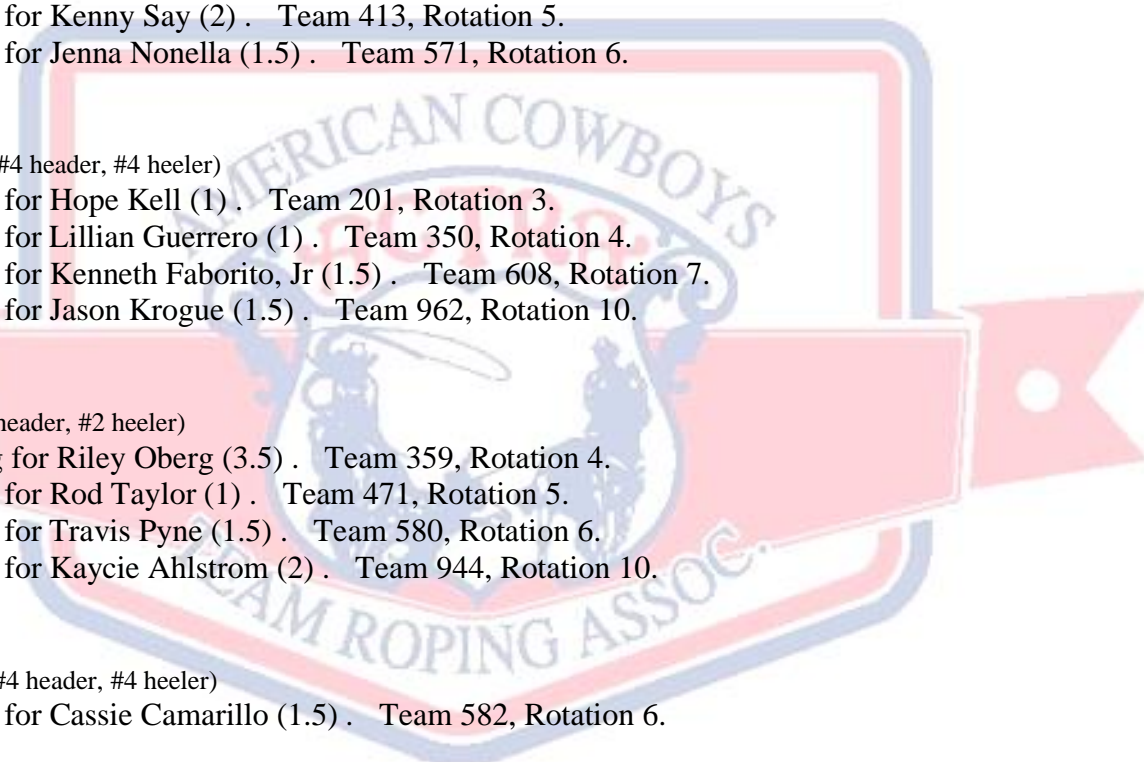 for Kenny Say (2) . Team 413, Rotation 5.
for Jenna Nonella (1.5) . Team 571, Rotation 6.
AMERICAN COWBOYS
#4 header, #4 heeler)
for Hope Kell (1) . Team 201, Rotation 3.
ACTRA
for Lillian Guerrero (1) . Team 350, Rotation 4.
for Kenneth Faborito, Jr (1.5) . Team 608, Rotation 7.
for Jason Krogue (1.5) . Team 962, Rotation 10.
header, #2 heeler)
g for Riley Oberg (3.5) . Team 359, Rotation 4.
for Rod Taylor (1) . Team 471, Rotation 5.
for Travis Pyne (1.5) . Team 580, Rotation 6.
for Kaycie Ahlstrom (2) . Team 944, Rotation 10.
TEAM ROPING ASSOC.
#4 header, #4 heeler)
for Cassie Camarillo (1.5) . Team 582, Rotation 6.